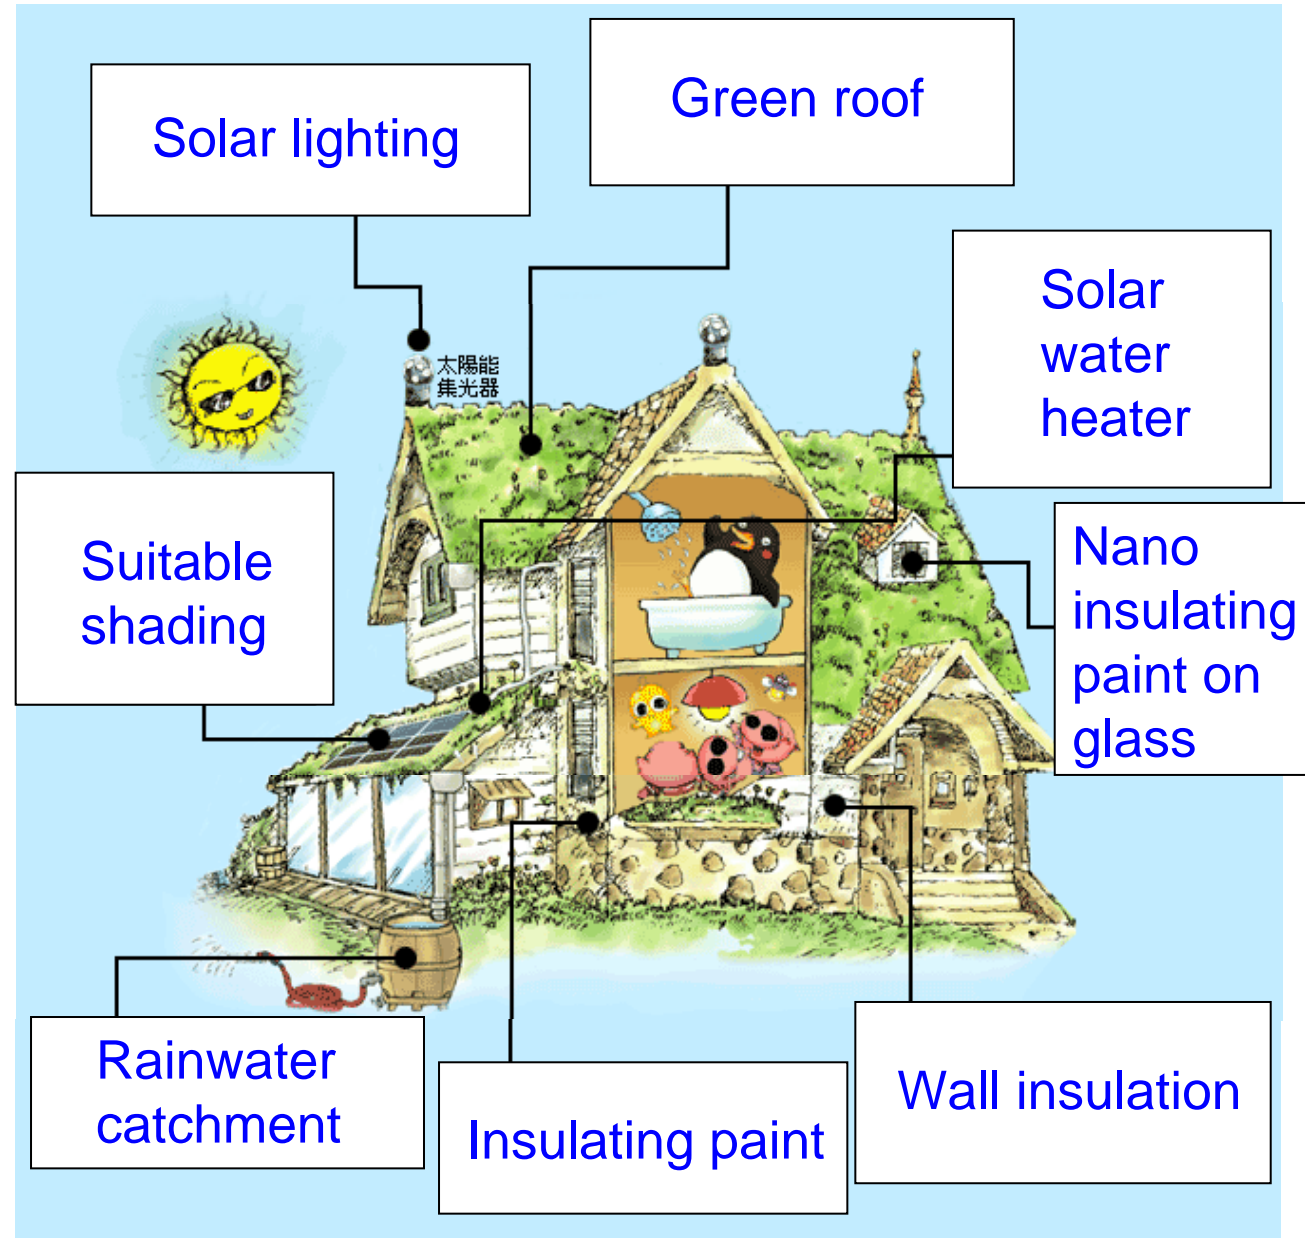 Green roof
Solar lighting
Solar
water
heater
太陽能
集光器
Suitable
shading
Nano
insulating
paint on
glass
Rainwater
catchment
Insulating paint
Wall insulation